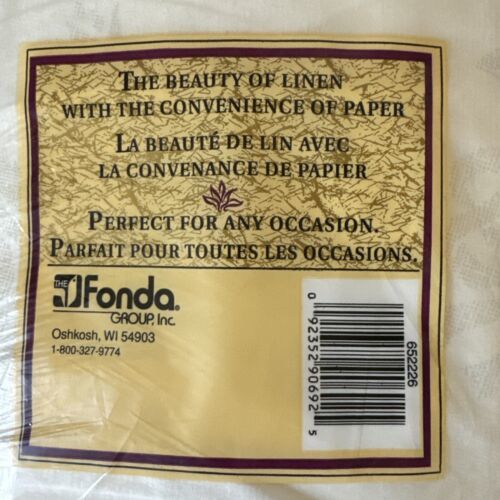 THE BEAUTY OF LINEN
WITH THE CONVENIENCE OF PAPER
LA BEAUTÉ DE LIN AVEC
LA CONVENANCE DE PAPIER
PERFECT FOR ANY OCCASION.
PARFAIT POUR TOUTES LES OCCASIONS.
THE Fonda®
GROUP, Inc.
Oshkosh, WI 54903
1-800-327-9774
652226
0 92352 90692 5